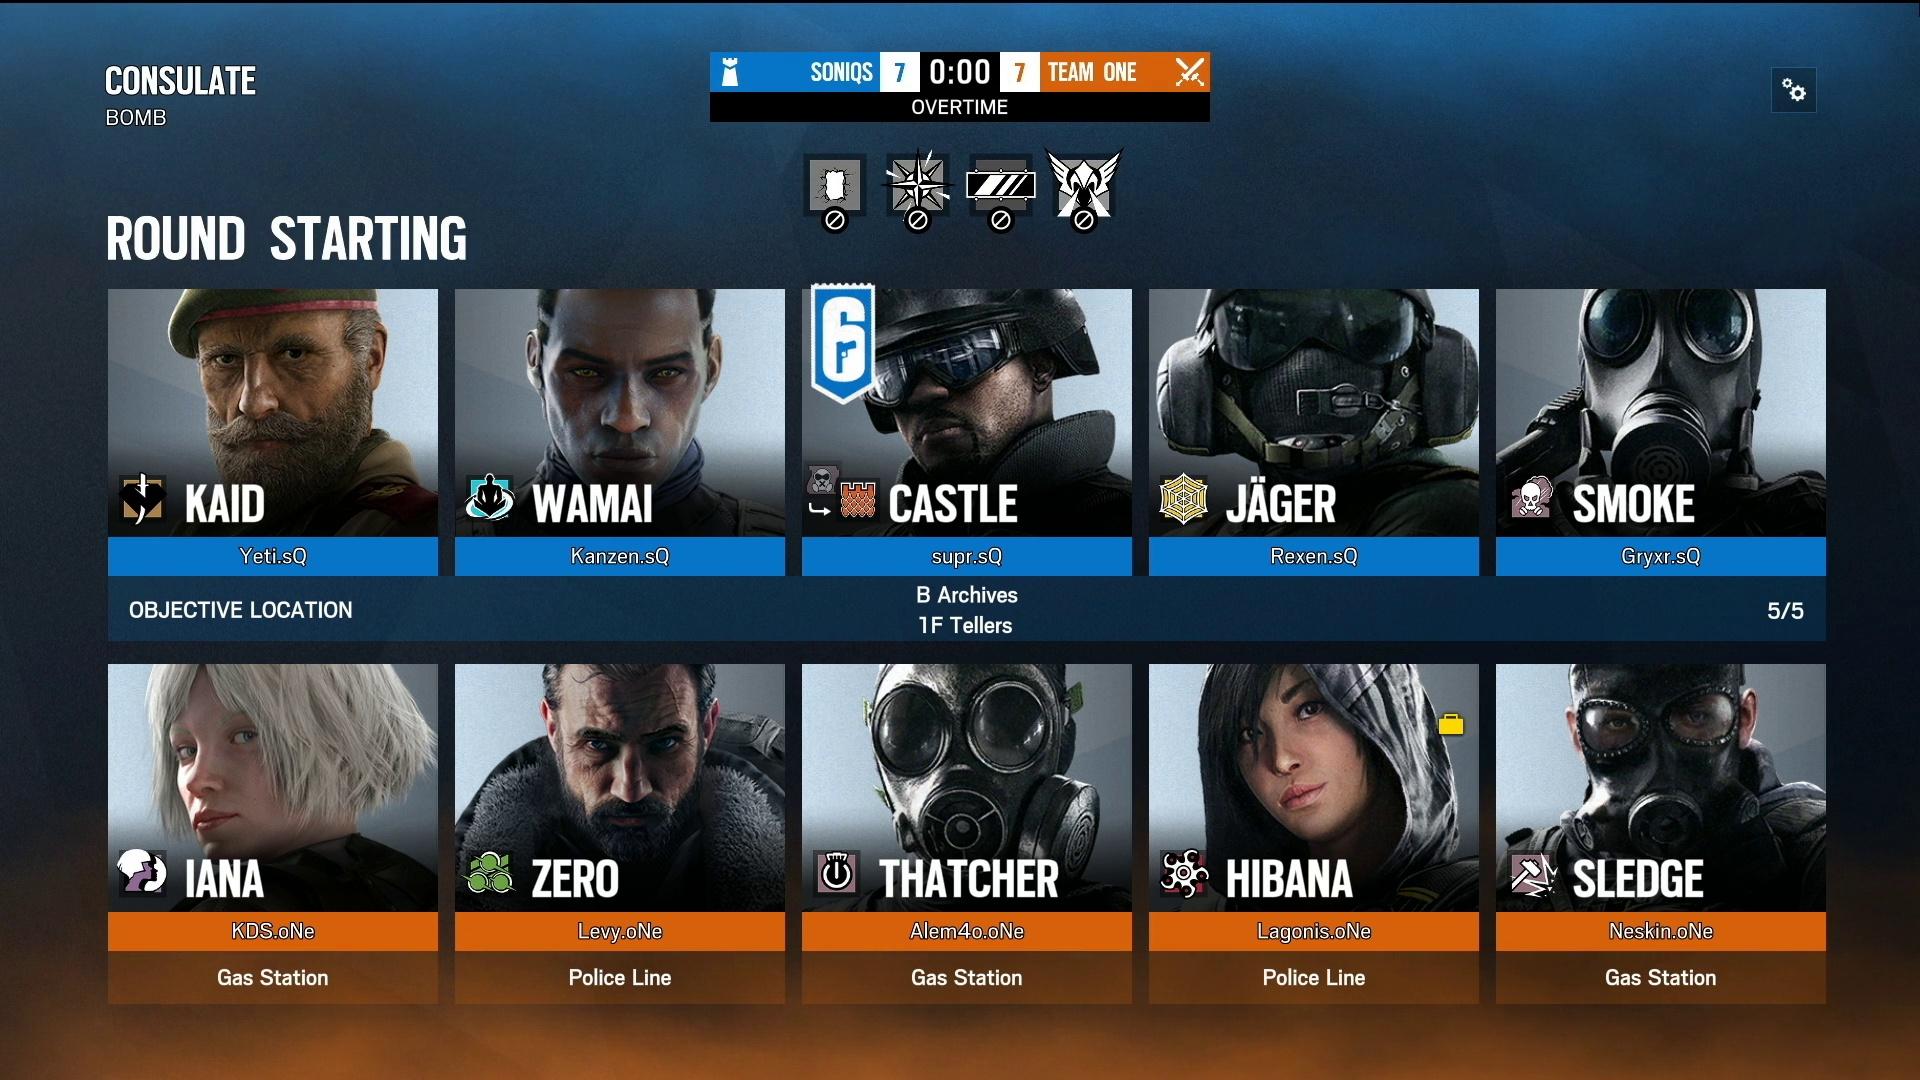 CONSULATE
BOMB
SONIQS 7 0:00 7 TEAM ONE
OVERTIME
ROUND STARTING
6
KAID
WAMAI
CASTLE
JÄGER
SMOKE
Yeti.sQ
Kanzen.sQ
supr.sQ
Rexen.sQ
Gryxr.sQ
OBJECTIVE LOCATION
B Archives
1F Tellers
5/5
IANA
ZERO
THATCHER
HIBANA
SLEDGE
KDS.oNe
Levy.oNe
Alem4o.oNe
Lagonis.oNe
Neskin.oNe
Gas Station
Police Line
Gas Station
Police Line
Gas Station